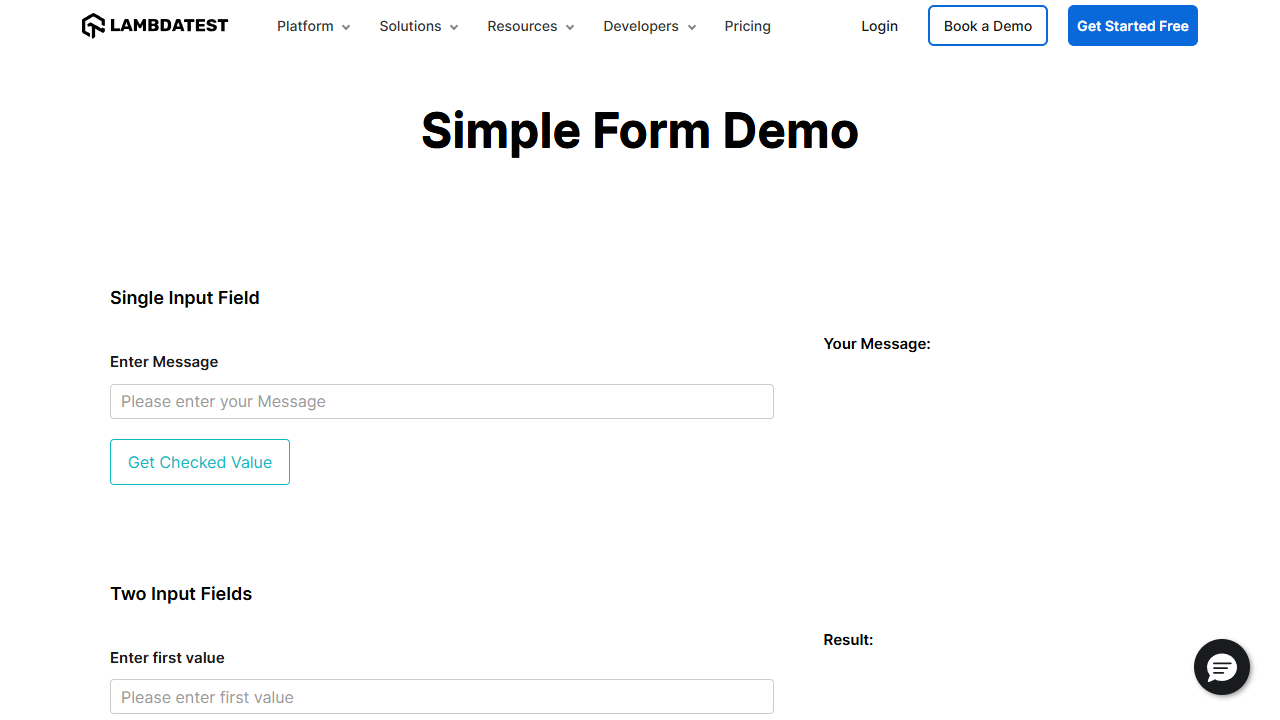 LAMBDATEST Platform Solutions Resources Developers Pricing Login Book a Demo Get Started Free
Simple Form Demo
Single Input Field
Your Message:
Enter Message
Please enter your Message
Get Checked Value
Two Input Fields
Result:
Enter first value
Please enter first value